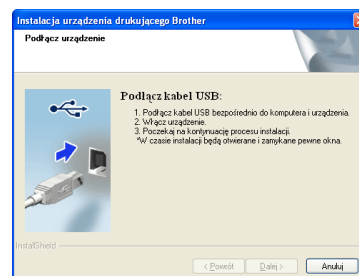 Instalacja urządzenia drukującego Brother
Podłącz urządzenie
Podłącz kabel USB:
1. Podłącz kabel USB bezpośrednio do komputera i urządzenia.
2. Włącz urządzenie.
3. Poczekaj na kontynuację procesu instalacji.
*W czasie instalacji będą otwierane i zamykane pewne okna.
InstallShield
< Powrót
Dalej >
Anuluj